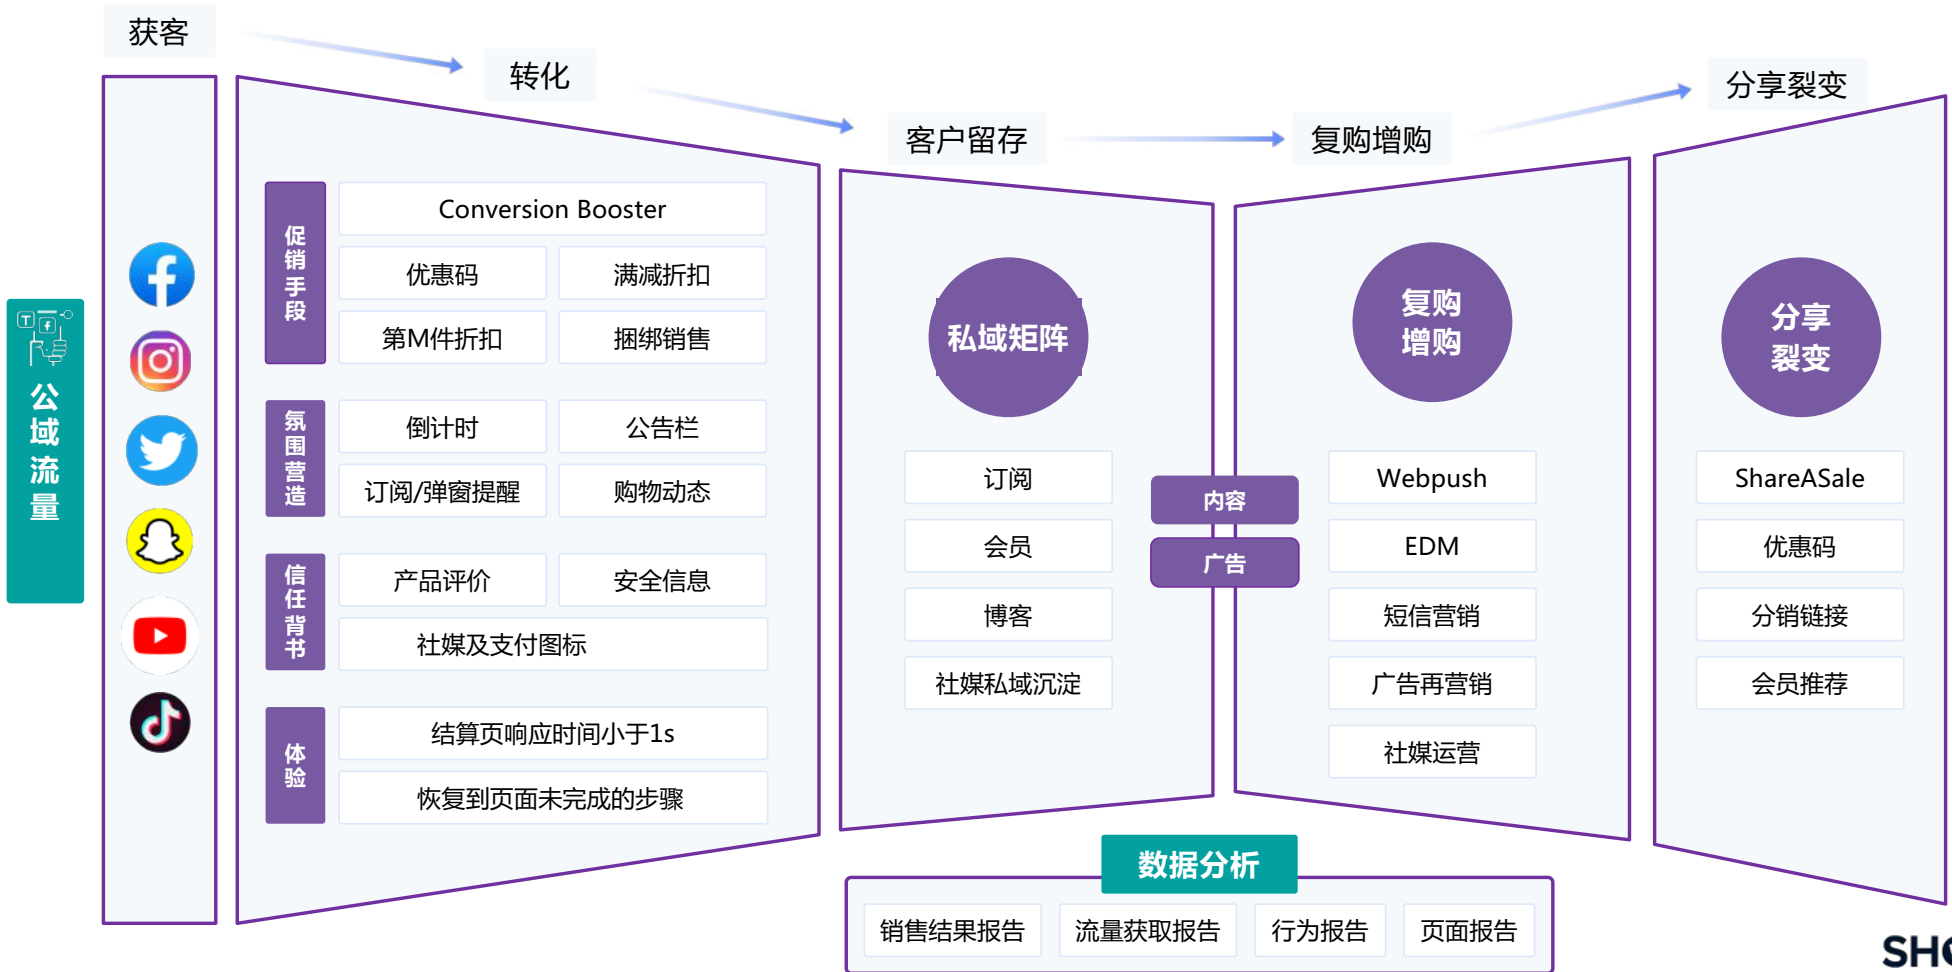 获客
转化
客户留存
复购增购
分享裂变
公域流量
促销手段
Conversion Booster
优惠码
满减折扣
第M件折扣
捆绑销售
氛围营造
倒计时
公告栏
订阅/弹窗提醒
购物动态
信任背书
产品评价
安全信息
社媒及支付图标
体验
结算页响应时间小于1s
恢复到页面未完成的步骤
私域矩阵
订阅
会员
博客
社媒私域沉淀
内容
广告
复购
增购
Webpush
EDM
短信营销
广告再营销
社媒运营
分享
裂变
ShareASale
优惠码
分销链接
会员推荐
数据分析
销售结果报告
流量获取报告
行为报告
页面报告